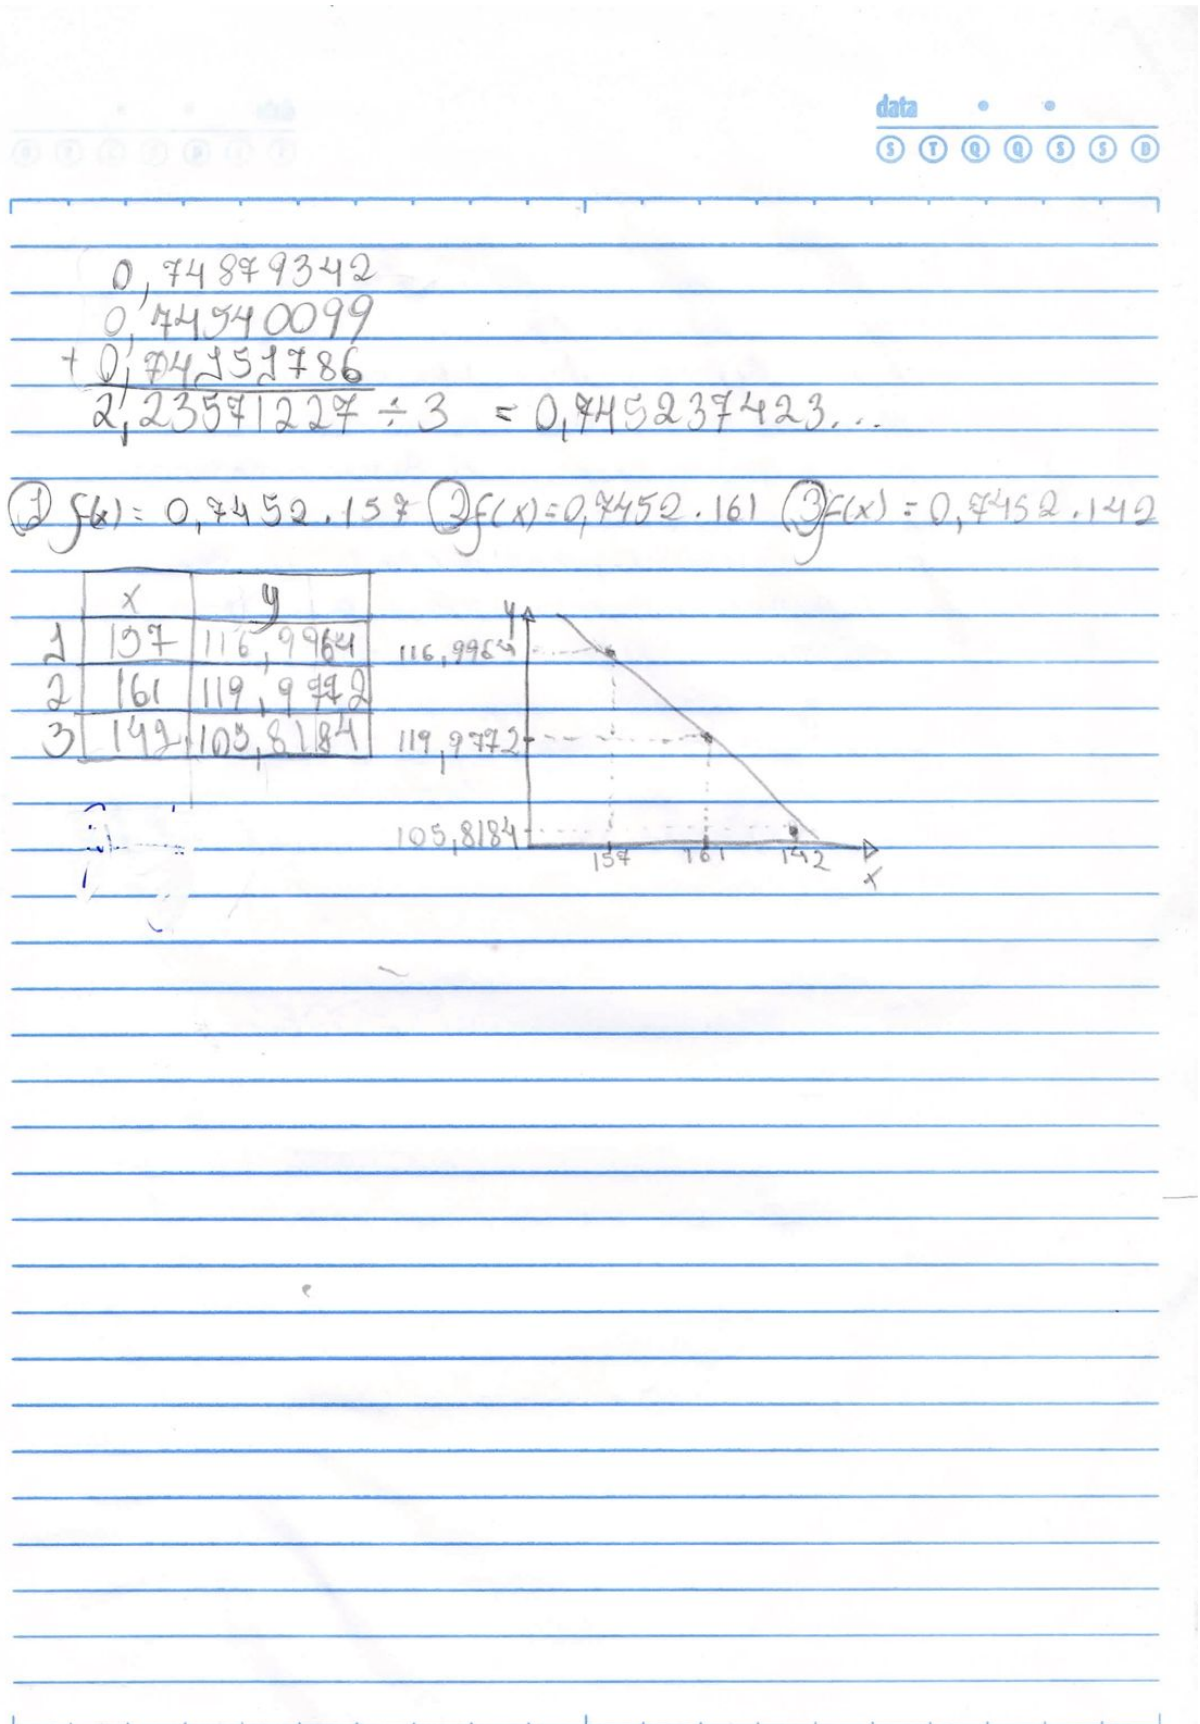 data
S T Q Q S S D
0,74879342
0,74540099
+ 0,74151786
2,23571227 ÷ 3 = 0,745237423...
① f(x) = 0,7452.157 ② f(x) = 0,7452.161 ③ f(x) = 0,7452.142
x y
1 157 116,9964
2 161 119,9772
3 142 105,8184
y
116,9964
119,9772
105,8184
157 161 142
x